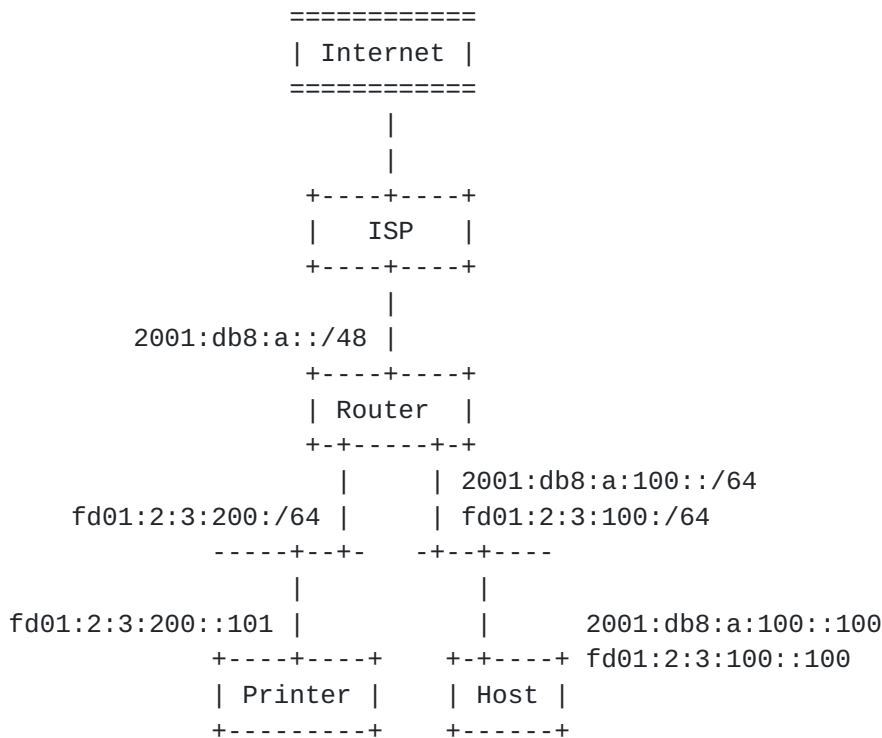 ============
| Internet |
============
|
|
+----+----+
|   ISP   |
+----+----+
|
2001:db8:a::/48 |
+----+----+
| Router  |
+-+-----+-+
|     | 2001:db8:a:100::/64
fd01:2:3:200:/64 |     | fd01:2:3:100:/64
-----+--+-   -+--+----
|           |
fd01:2:3:200::101 |           |      2001:db8:a:100::100
+----+----+    +-+----+ fd01:2:3:100::100
| Printer |    | Host |
+---------+    +------+